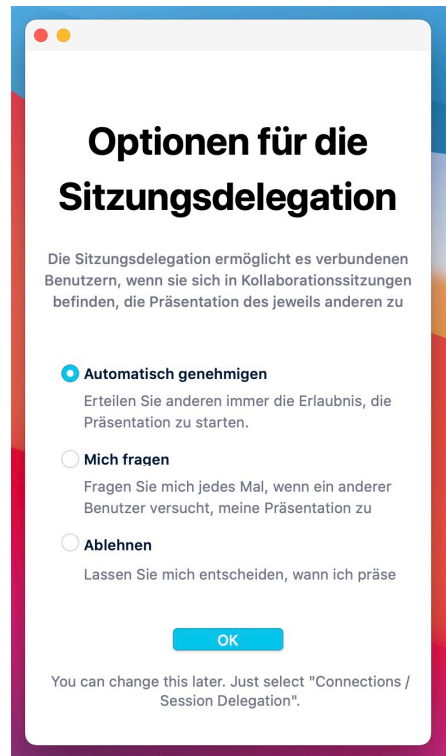 Optionen für die
Sitzungsdelegation
Die Sitzungsdelegation ermöglicht es verbundenen
Benutzern, wenn sie sich in Kollaborationssitzungen
befinden, die Präsentation des jeweils anderen zu
Automatisch genehmigen
Erteilen Sie anderen immer die Erlaubnis, die
Präsentation zu starten.
Mich fragen
Fragen Sie mich jedes Mal, wenn ein anderer
Benutzer versucht, meine Präsentation zu
Ablehnen
Lassen Sie mich entscheiden, wann ich präse
OK
You can change this later. Just select "Connections /
Session Delegation".